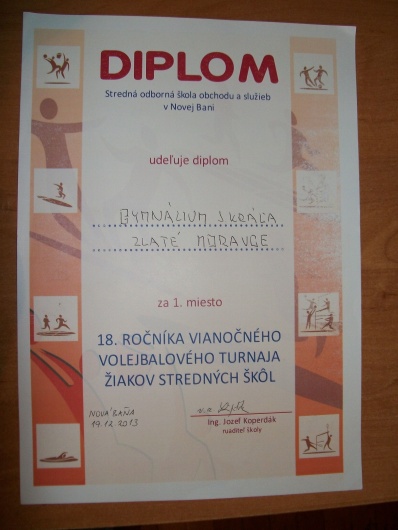 DIPLOM
Stredná odborná škola obchodu a služieb
v Novej Bani
udeľuje diplom
GYMNÁZIUM
ZLATÉ MORAVCE
za 1. miesto
18. ROČNÍKA VIANOČNÉHO
VOLEJBALOVÉHO TURNAJA
ŽIAKOV STREDNÝCH ŠKÔL
NOVÁ BAŇA
19.12.2013
Ing. Jozef Koperdák
riaditeľ školy